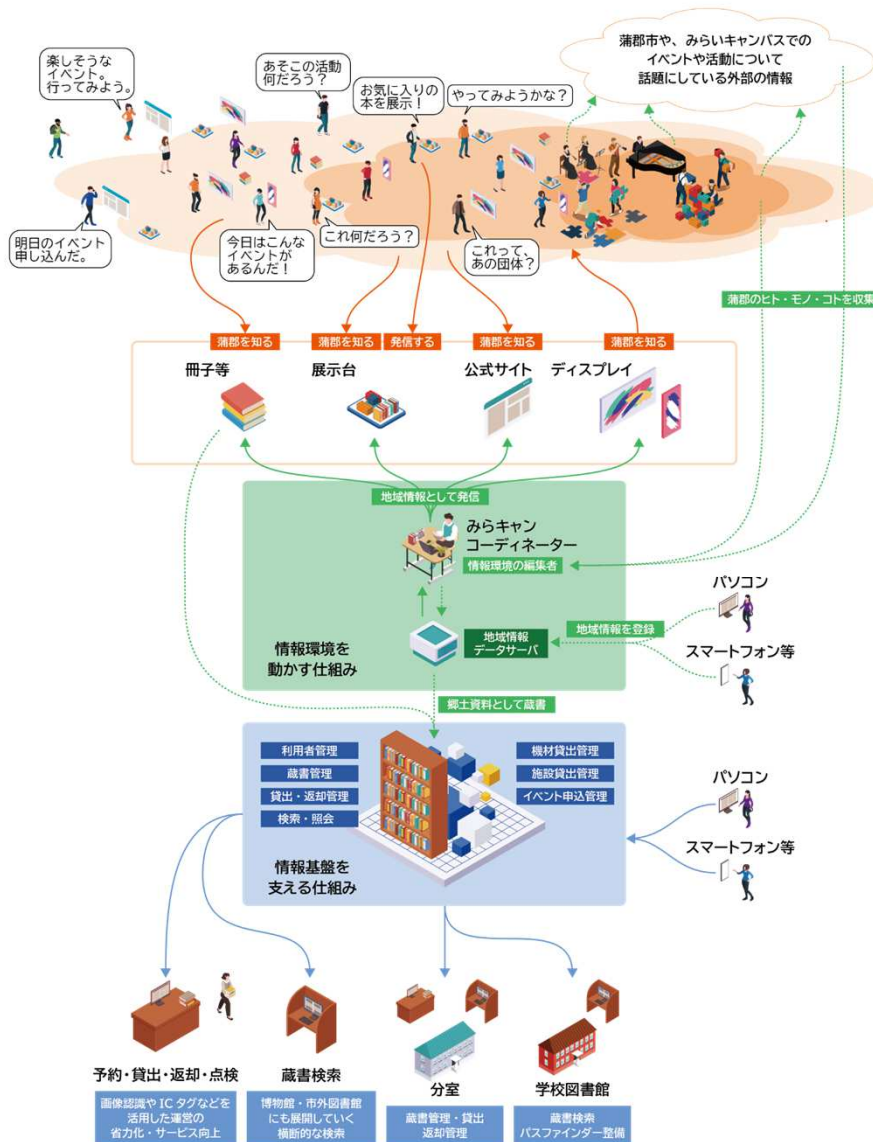 楽しそうな
イベント。
行ってみよう。
あそこの活動
何だろう？
お気に入りの
本を展示！
やってみようかな？
蒲郡市や、みらいキャンバスでの
イベントや活動について
話題にしている外部の情報
明日のイベント
申し込んだ。
今日はこんな
イベントが
あるんだ！
これ何だろう？
これって、
あの団体？
蒲郡のヒト・モノ・コトを収集
蒲郡を知る
蒲郡を知る
発信する
蒲郡を知る
蒲郡を知る
冊子等
展示台
公式サイト
ディスプレイ
地域情報として発信
みらキャン
コーディネーター
情報環境の編集者
地域情報
データサーバ
情報環境を
動かす仕組み
地域情報を登録
パソコン
スマートフォン等
郷土資料として蔵書
利用者管理
蔵書管理
貸出・返却管理
検索・照会
機材貸出管理
施設貸出管理
イベント申込管理
情報基盤を
支える仕組み
パソコン
スマートフォン等
予約・貸出・返却・点検
画像認識や IC タグなどを
活用した運営の
省力化・サービス向上
蔵書検索
博物館・市外図書館
にも展開していく
横断的な検索
分室
蔵書管理・貸出
返却管理
学校図書館
蔵書検索
パスファインダー整備